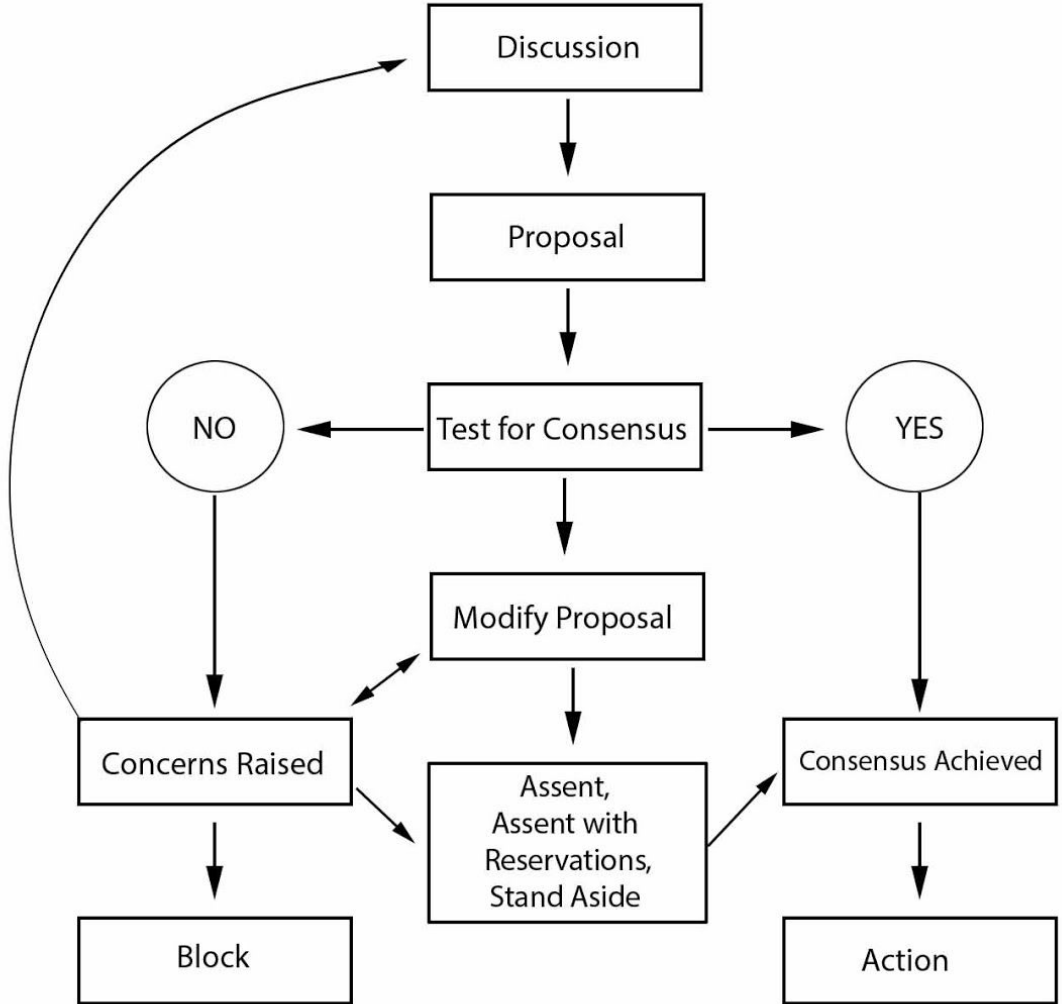 Discussion
Proposal
NO
Test for Consensus
YES
Modify Proposal
Concerns Raised
Assent,
Assent with
Reservations,
Stand Aside
Consensus Achieved
Block
Action